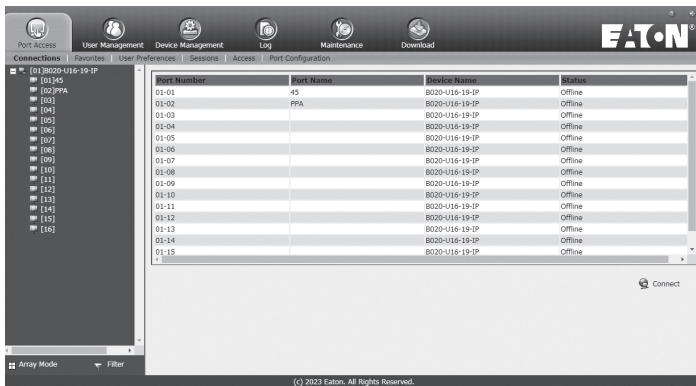 Port Access User Management Device Management Log Maintenance Download
EATON®
Connections Favorites User Preferences Sessions Access Port Configuration
[01]B020-U16-19-IP
[01]45
[02]PPA
[03]
[04]
[05]
[06]
[07]
[08]
[09]
[10]
[11]
[12]
[13]
[14]
[15]
[16]
Port Number Port Name Device Name Status
01-01 45 B020-U16-19-IP Offline
01-02 PPA B020-U16-19-IP Offline
01-03 B020-U16-19-IP Offline
01-04 B020-U16-19-IP Offline
01-05 B020-U16-19-IP Offline
01-06 B020-U16-19-IP Offline
01-07 B020-U16-19-IP Offline
01-08 B020-U16-19-IP Offline
01-09 B020-U16-19-IP Offline
01-10 B020-U16-19-IP Offline
01-11 B020-U16-19-IP Offline
01-12 B020-U16-19-IP Offline
01-13 B020-U16-19-IP Offline
01-14 B020-U16-19-IP Offline
01-15 B020-U16-19-IP Offline
Connect
Array Mode Filter
(c) 2023 Eaton. All Rights Reserved.